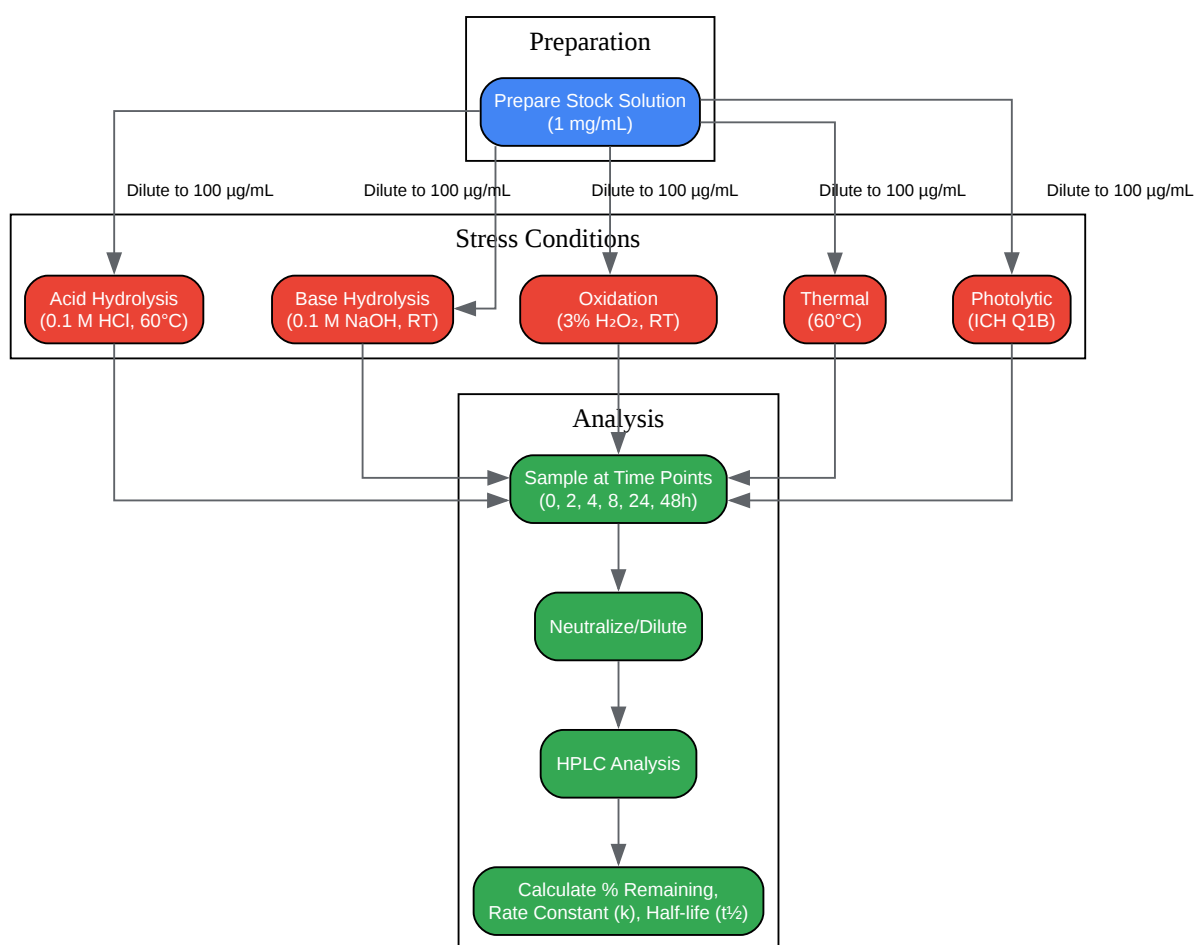 Preparation
Prepare Stock Solution
(1 mg/mL)
Dilute to 100 µg/mL
Dilute to 100 µg/mL
Dilute to 100 µg/mL
Dilute to 100 µg/mL
Dilute to 100 µg/mL
Stress Conditions
Acid Hydrolysis
(0.1 M HCl, 60°C)
Base Hydrolysis
(0.1 M NaOH, RT)
Oxidation
(3% H₂O₂, RT)
Thermal
(60°C)
Photolytic
(ICH Q1B)
Analysis
Sample at Time Points
(0, 2, 4, 8, 24, 48h)
Neutralize/Dilute
HPLC Analysis
Calculate % Remaining,
Rate Constant (k), Half-life (t½)